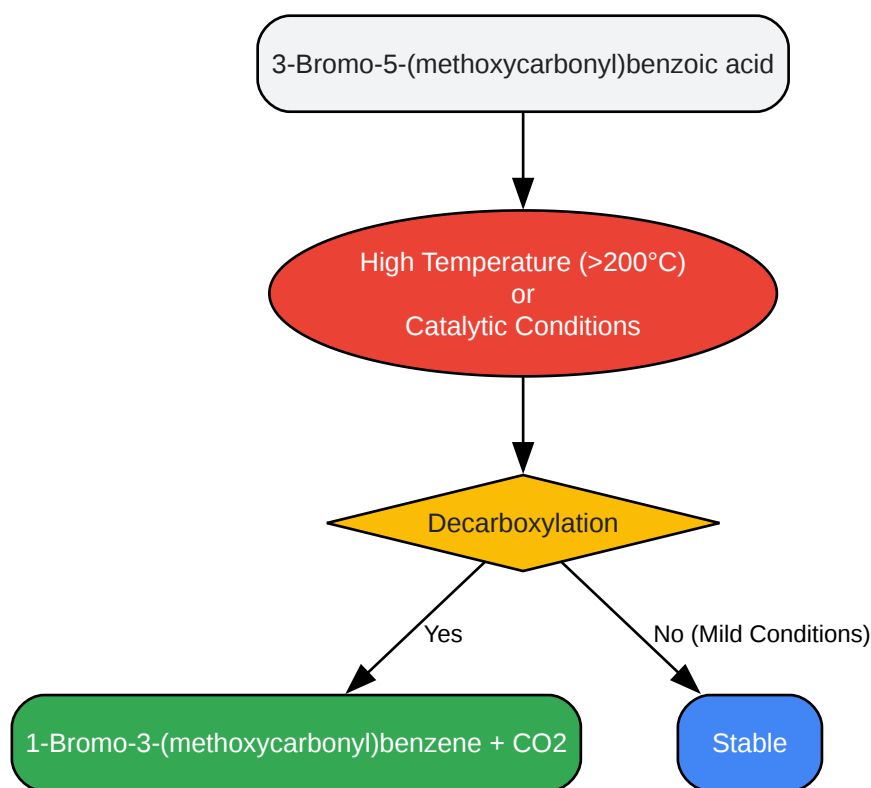 3-Bromo-5-(methoxycarbonyl)benzoic acid
High Temperature (>200°C)
or
Catalytic Conditions
Decarboxylation
Yes
No (Mild Conditions)
1-Bromo-3-(methoxycarbonyl)benzene + CO2
Stable